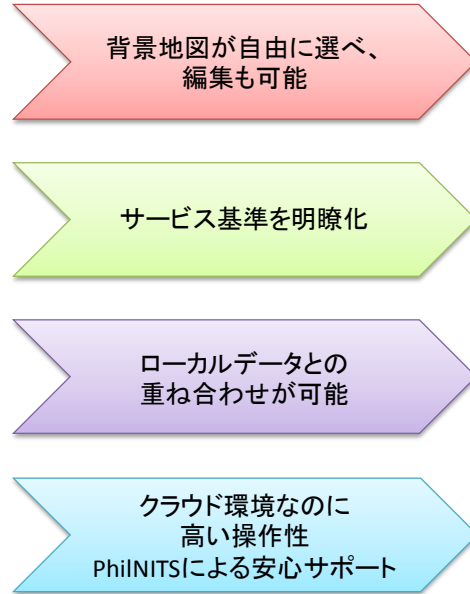 背景地図が自由に選べ、
編集も可能
サービス基準を明瞭化
ローカルデータとの
重ね合わせが可能
クラウド環境なのに
高い操作性
PhilNITSによる安心サポート